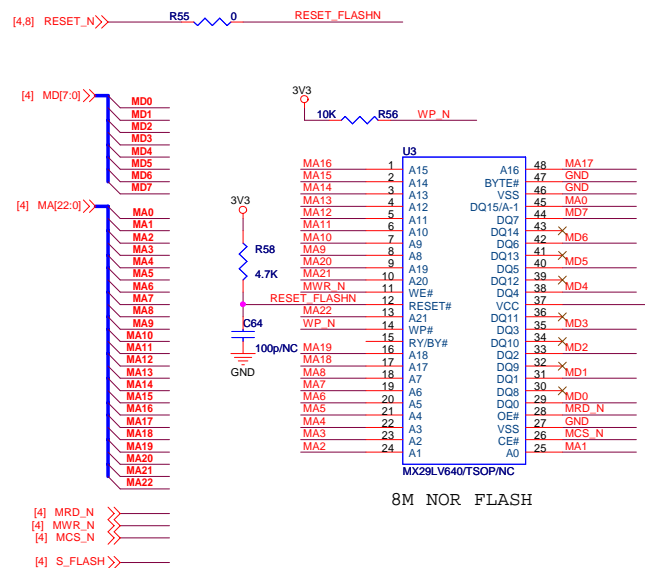 [4,8] RESET_N R55 0 RESET_FLASHN
[4] MD[7:0]
MD0
MD1
MD2
MD3
MD4
MD5
MD6
MD7
3V3
10K R56 WP_N
[4] MA[22:0]
MA0
MA1
MA2
MA3
MA4
MA5
MA6
MA7
MA8
MA9
MA10
MA11
MA12
MA13
MA14
MA15
MA16
MA17
MA18
MA19
MA20
MA21
MA22
3V3
R58
4.7K
RESET_FLASHN
C64
100p/NC
GND
U3
MA16 1 A15 A16 48 MA17
MA15 2 A14 BYTE# 47 GND
MA14 3 A13 VSS 46 GND
MA13 4 A12 DQ15/A-1 45 MA0
MA12 5 A11 DQ7 44 MD7
MA11 6 A10 DQ14 43
MA10 7 A9 DQ6 42 MD6
MA9 8 A8 DQ13 41
MA20 9 A19 DQ5 40 MD5
MA21 10 A20 DQ12 39
MWR_N 11 WE# DQ4 38 MD4
12 RESET# VCC 37
MA22 13 A21 DQ11 36
WP_N 14 WP# DQ3 35 MD3
15 RY/BY# DQ10 34
MA19 16 A18 DQ2 33 MD2
MA18 17 A17 DQ9 32
MA8 18 A7 DQ1 31 MD1
MA7 19 A6 DQ8 30
MA6 20 A5 DQ0 29 MD0
MA5 21 A4 OE# 28 MRD_N
MA4 22 A3 VSS 27 GND
MA3 23 A2 CE# 26 MCS_N
MA2 24 A1 A0 25 MA1
MX29LV640/TSOP/NC
8M NOR FLASH
[4] MRD_N
[4] MWR_N
[4] MCS_N
[4] S_FLASH